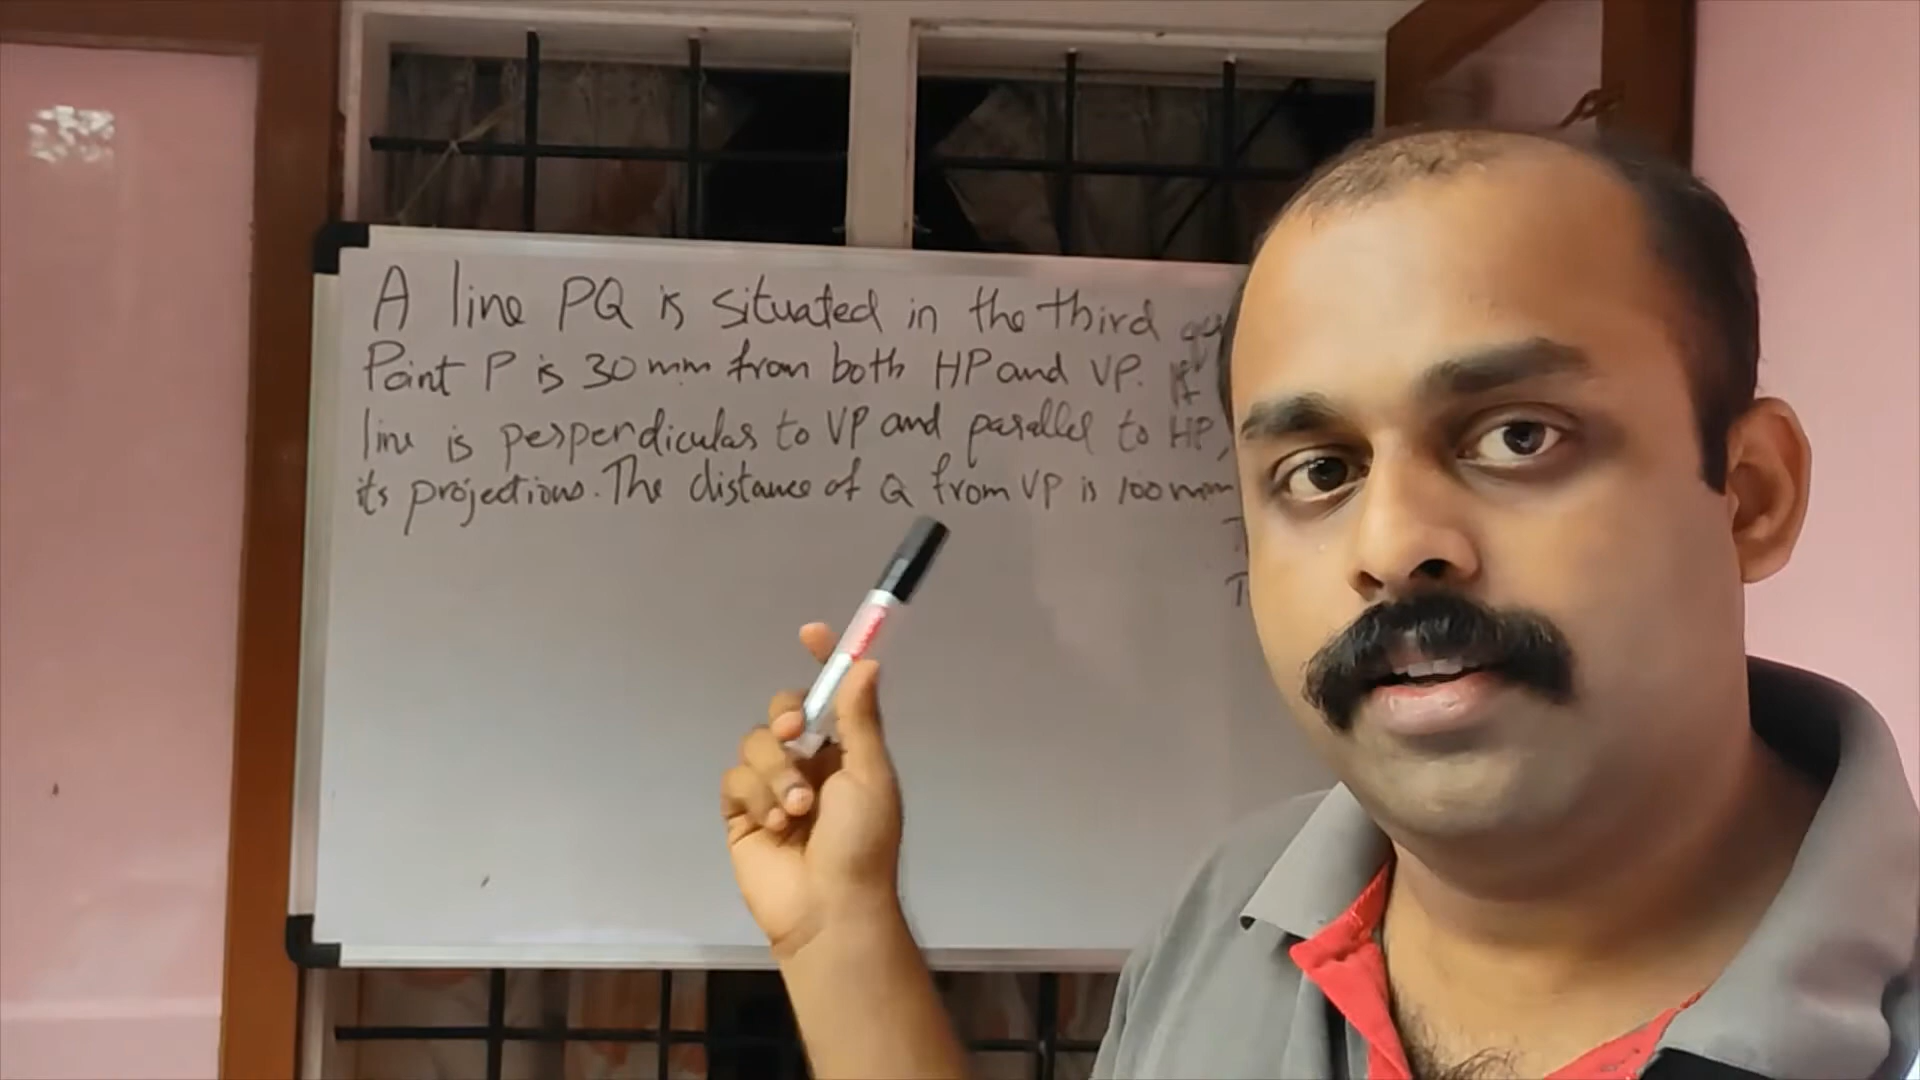 A line PQ is situated in the third
Point P is 30 mm from both HP and VP. If
line is perpendicular to VP and parallel to HP,
its projections. The distance of Q from VP is 100 mm